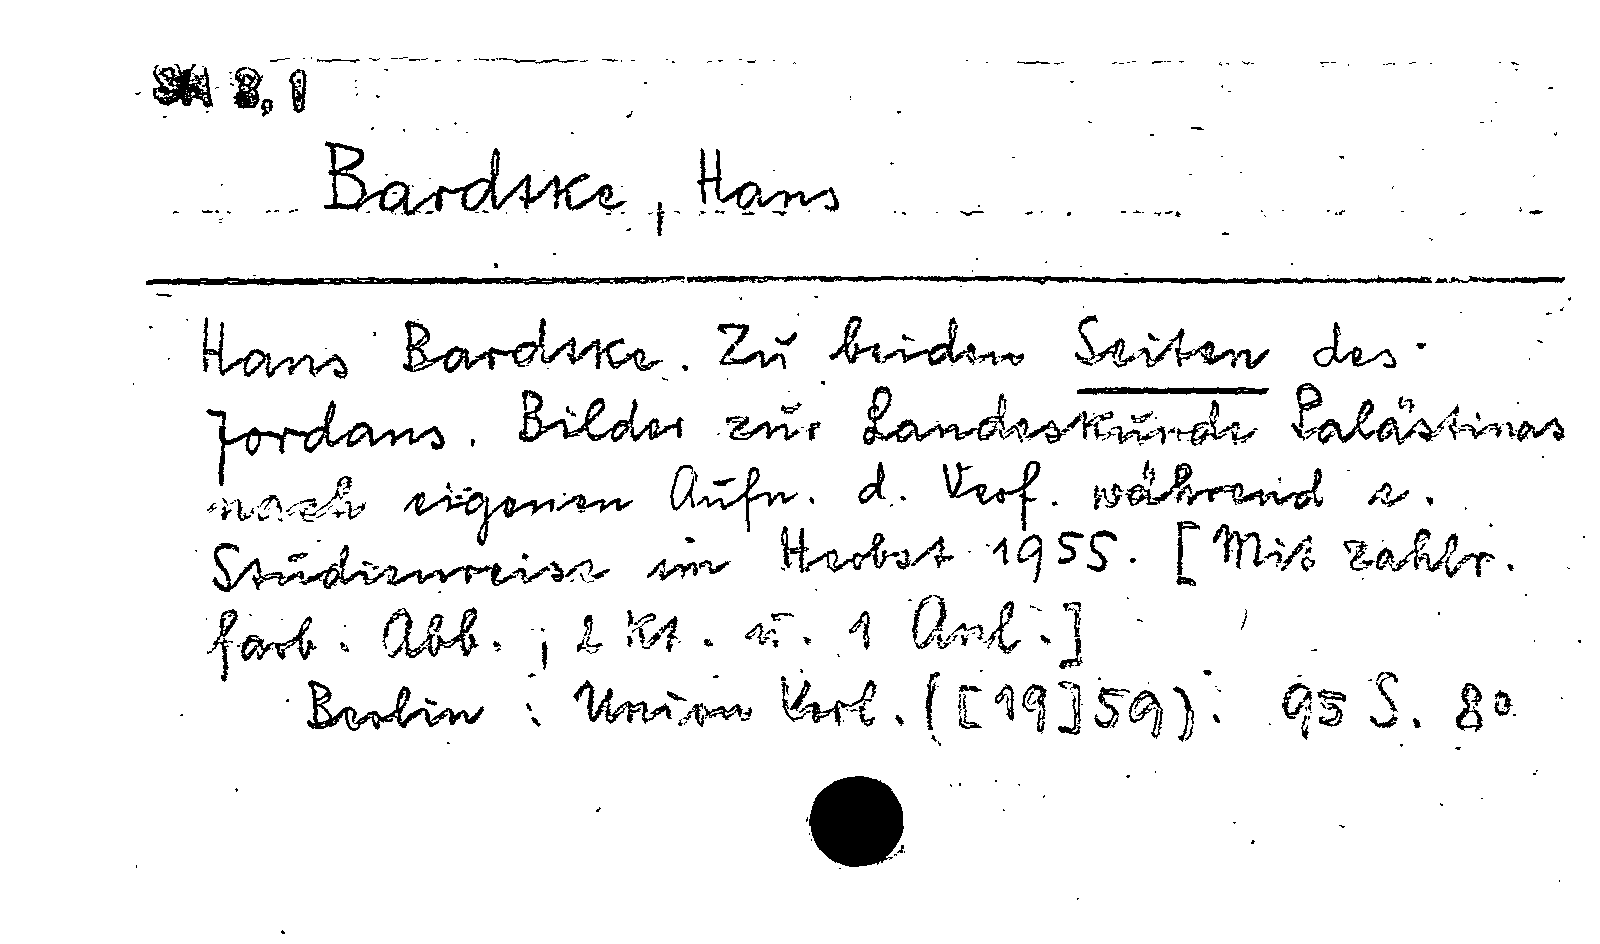 SA 8,1
Bardtke, Hans
Hans Bardtke. Zu beiden Seiten des
Jordans. Bilder zur Landeskunde Palästinas
nach eigenen Aufn. d. Verf. während e.
Studienreise im Herbst 1955. [Mit zahlr.
farb. Abb., 2 Kt. u. 1 Anl.]
Berlin: Union Verl. ([19]59). 95 S. 8°